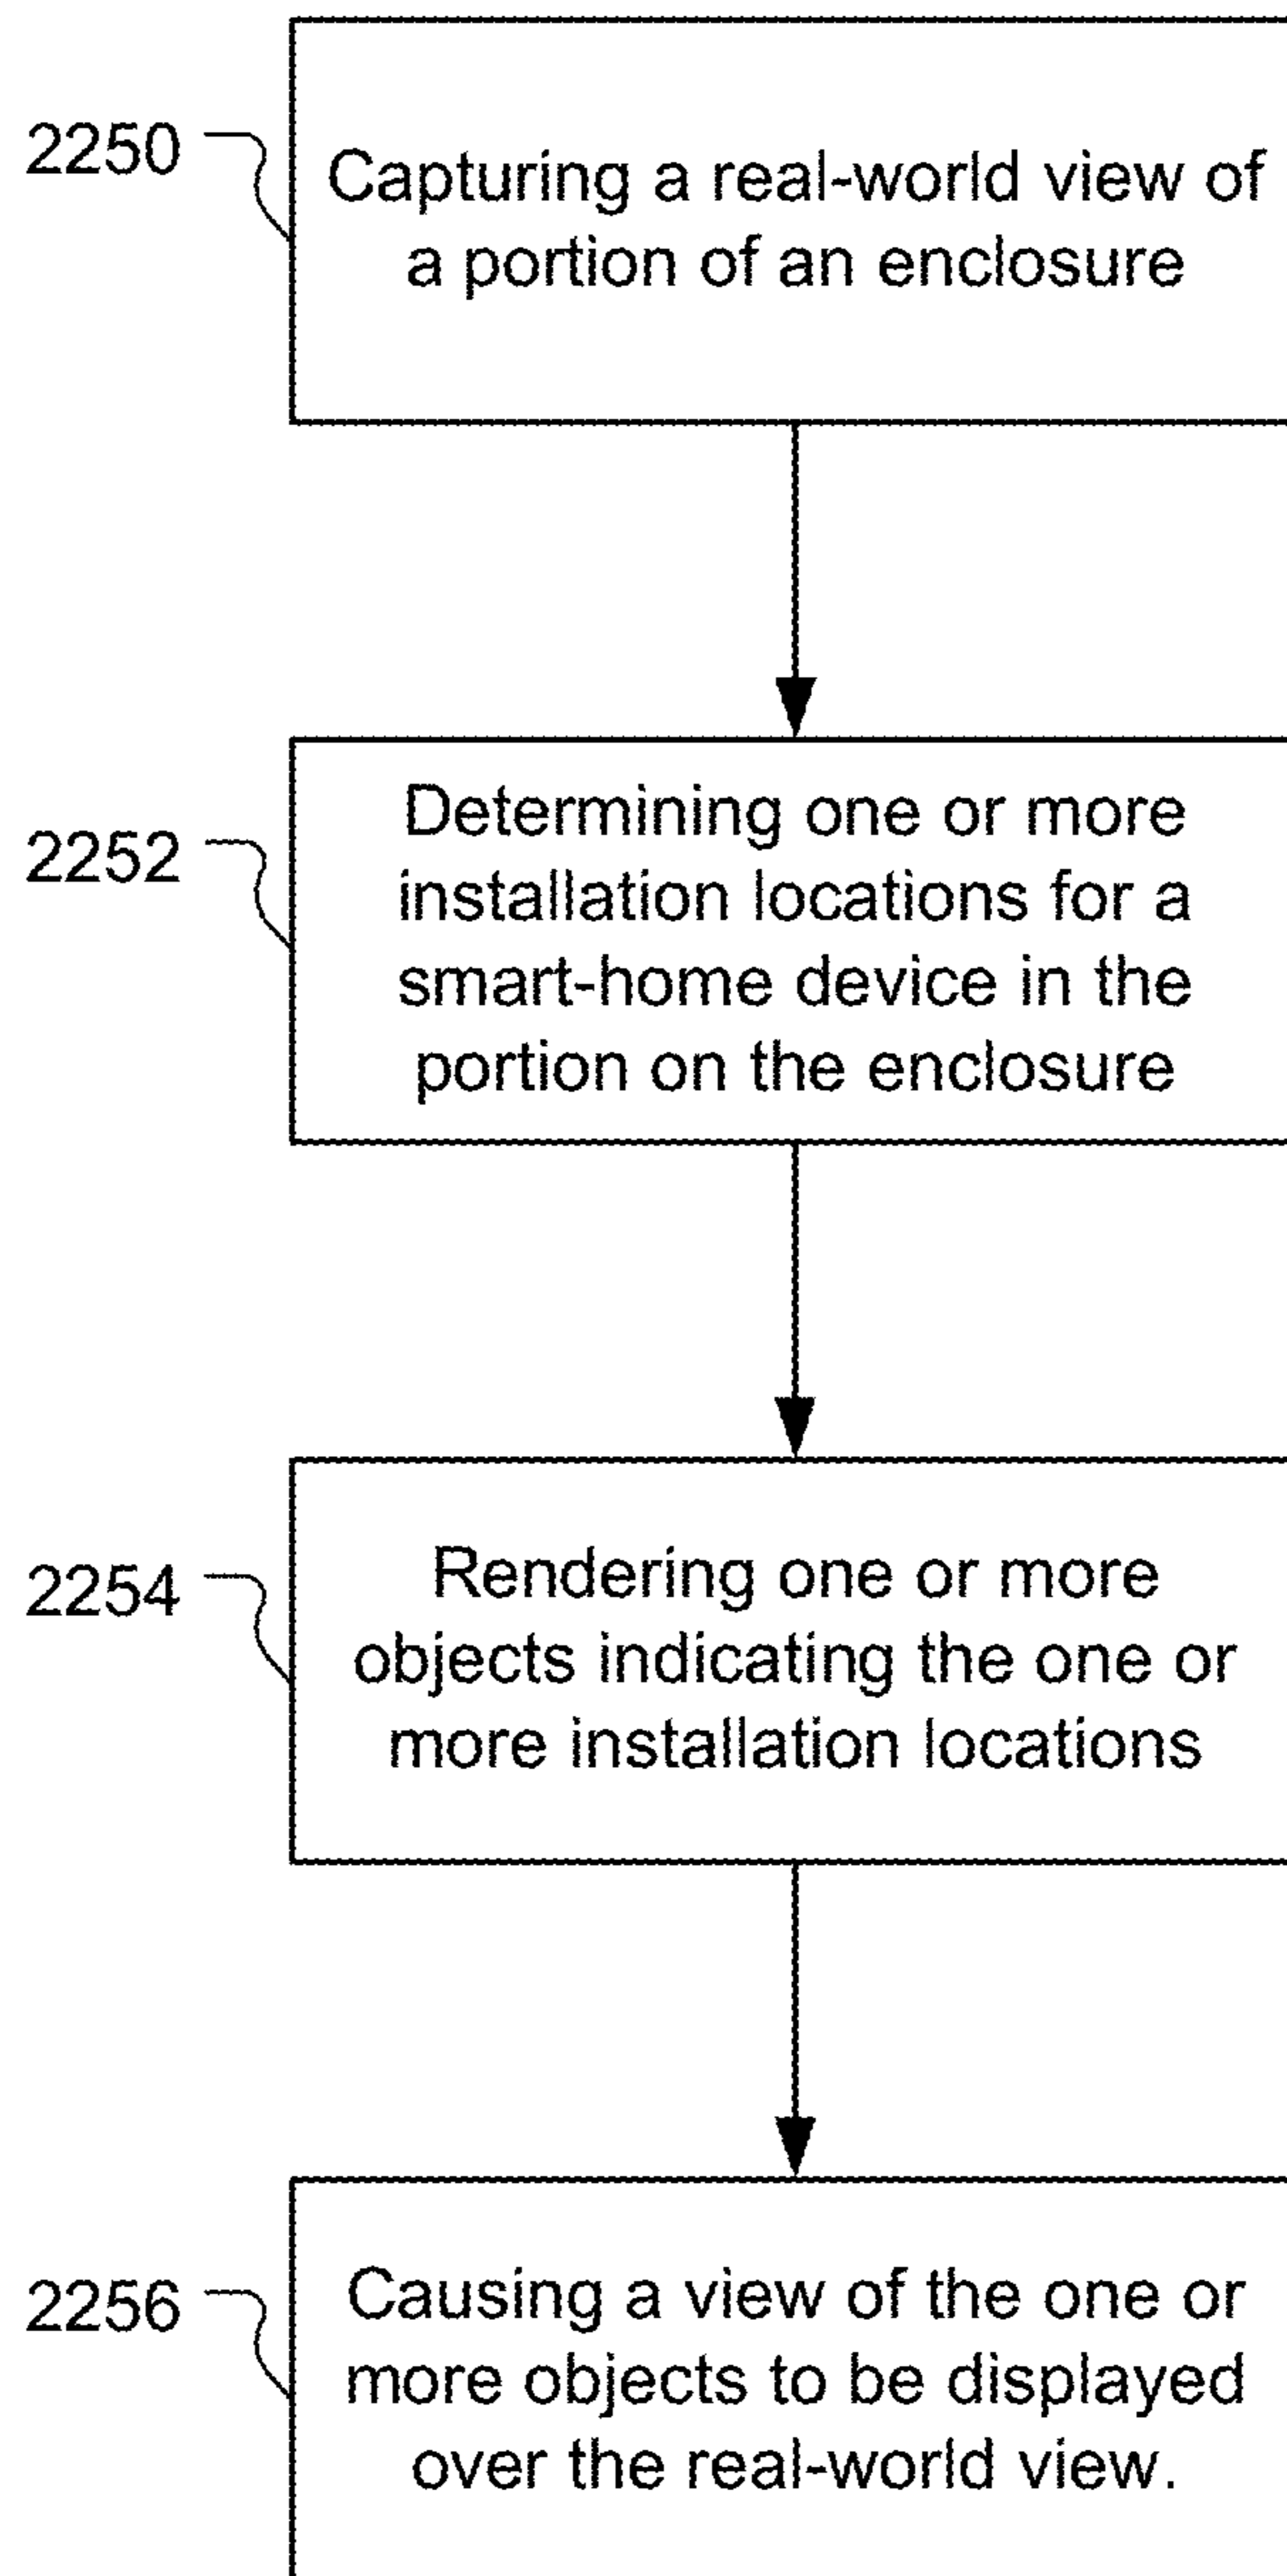 2250
Capturing a real-world view of
a portion of an enclosure
2252
Determining one or more
installation locations for a
smart-home device in the
portion on the enclosure
2254
Rendering one or more
objects indicating the one or
more installation locations
2256
Causing a view of the one or
more objects to be displayed
over the real-world view.